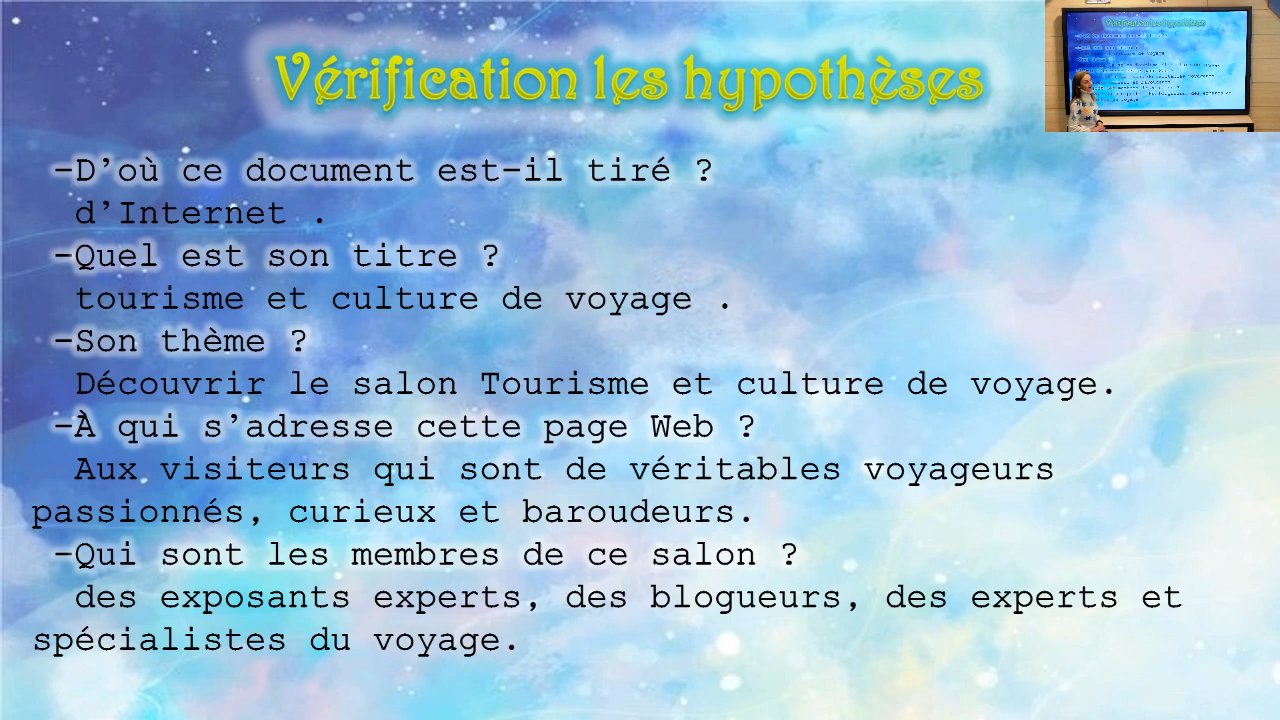 Vérification les hypothèses
-D’où ce document est-il tiré ?
d’Internet .
-Quel est son titre ?
tourisme et culture de voyage .
-Son thème ?
Découvrir le salon Tourisme et culture de voyage.
-À qui s’adresse cette page Web ?
Aux visiteurs qui sont de véritables voyageurs
passionnés, curieux et baroudeurs.
-Qui sont les membres de ce salon ?
des exposants experts, des blogueurs, des experts et
spécialistes du voyage.